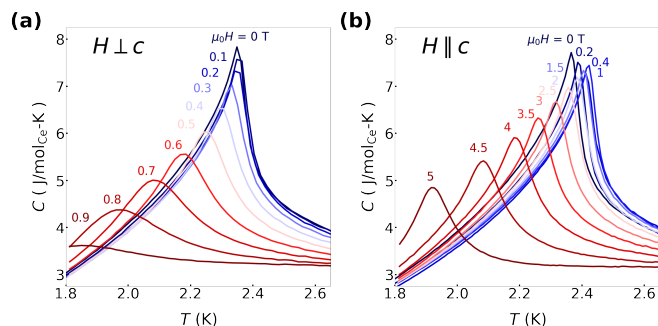 (a)
H ⊥ c
μ₀H = 0 T
0.1
0.2
0.3
0.4
0.5
0.6
0.7
0.8
0.9
8
7
6
5
4
3
C ( J/mol_Ce-K )
1.8 2.0 2.2 2.4 2.6
T (K)
(b)
H ∥ c
μ₀H = 0 T
0.2
0.4
1
1.5
2
2.5
3
3.5
4
4.5
5
8
7
6
5
4
3
C ( J/mol_Ce-K )
1.8 2.0 2.2 2.4 2.6
T (K)